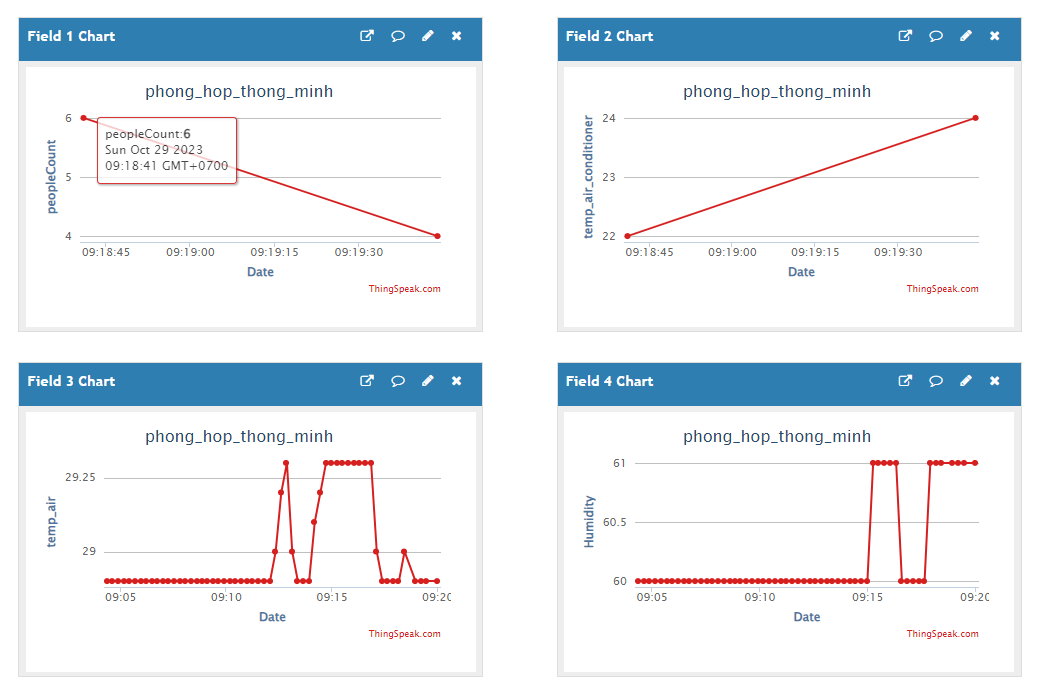 Field 1 Chart
phong_hop_thong_minh
peopleCount
6
5
4
peopleCount:6
Sun Oct 29 2023
09:18:41 GMT+0700
09:18:45 09:19:00 09:19:15 09:19:30
Date
ThingSpeak.com
Field 2 Chart
phong_hop_thong_minh
temp_air_conditioner
24
23
22
09:18:45 09:19:00 09:19:15 09:19:30
Date
ThingSpeak.com
Field 3 Chart
phong_hop_thong_minh
temp_air
29.25
29
09:05 09:10 09:15 09:20
Date
ThingSpeak.com
Field 4 Chart
phong_hop_thong_minh
Humidity
61
60.5
60
09:05 09:10 09:15 09:20
Date
ThingSpeak.com